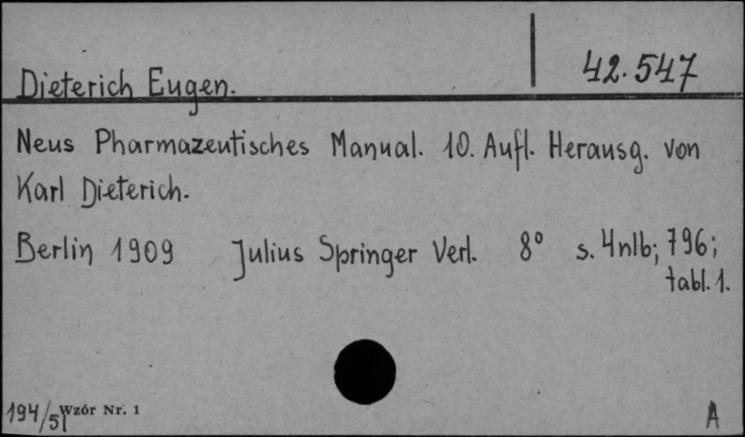 42.547
Dieterich Eugen.
Neus Pharmazeutisches Manual. 10. Aufl. Herausg. von
Karl Dieterich.
Berlin 1909 Julius Springer Verl. 8° s. 4nlb; 796;
tabl. 1.
194/51 Wzór Nr. 1
A